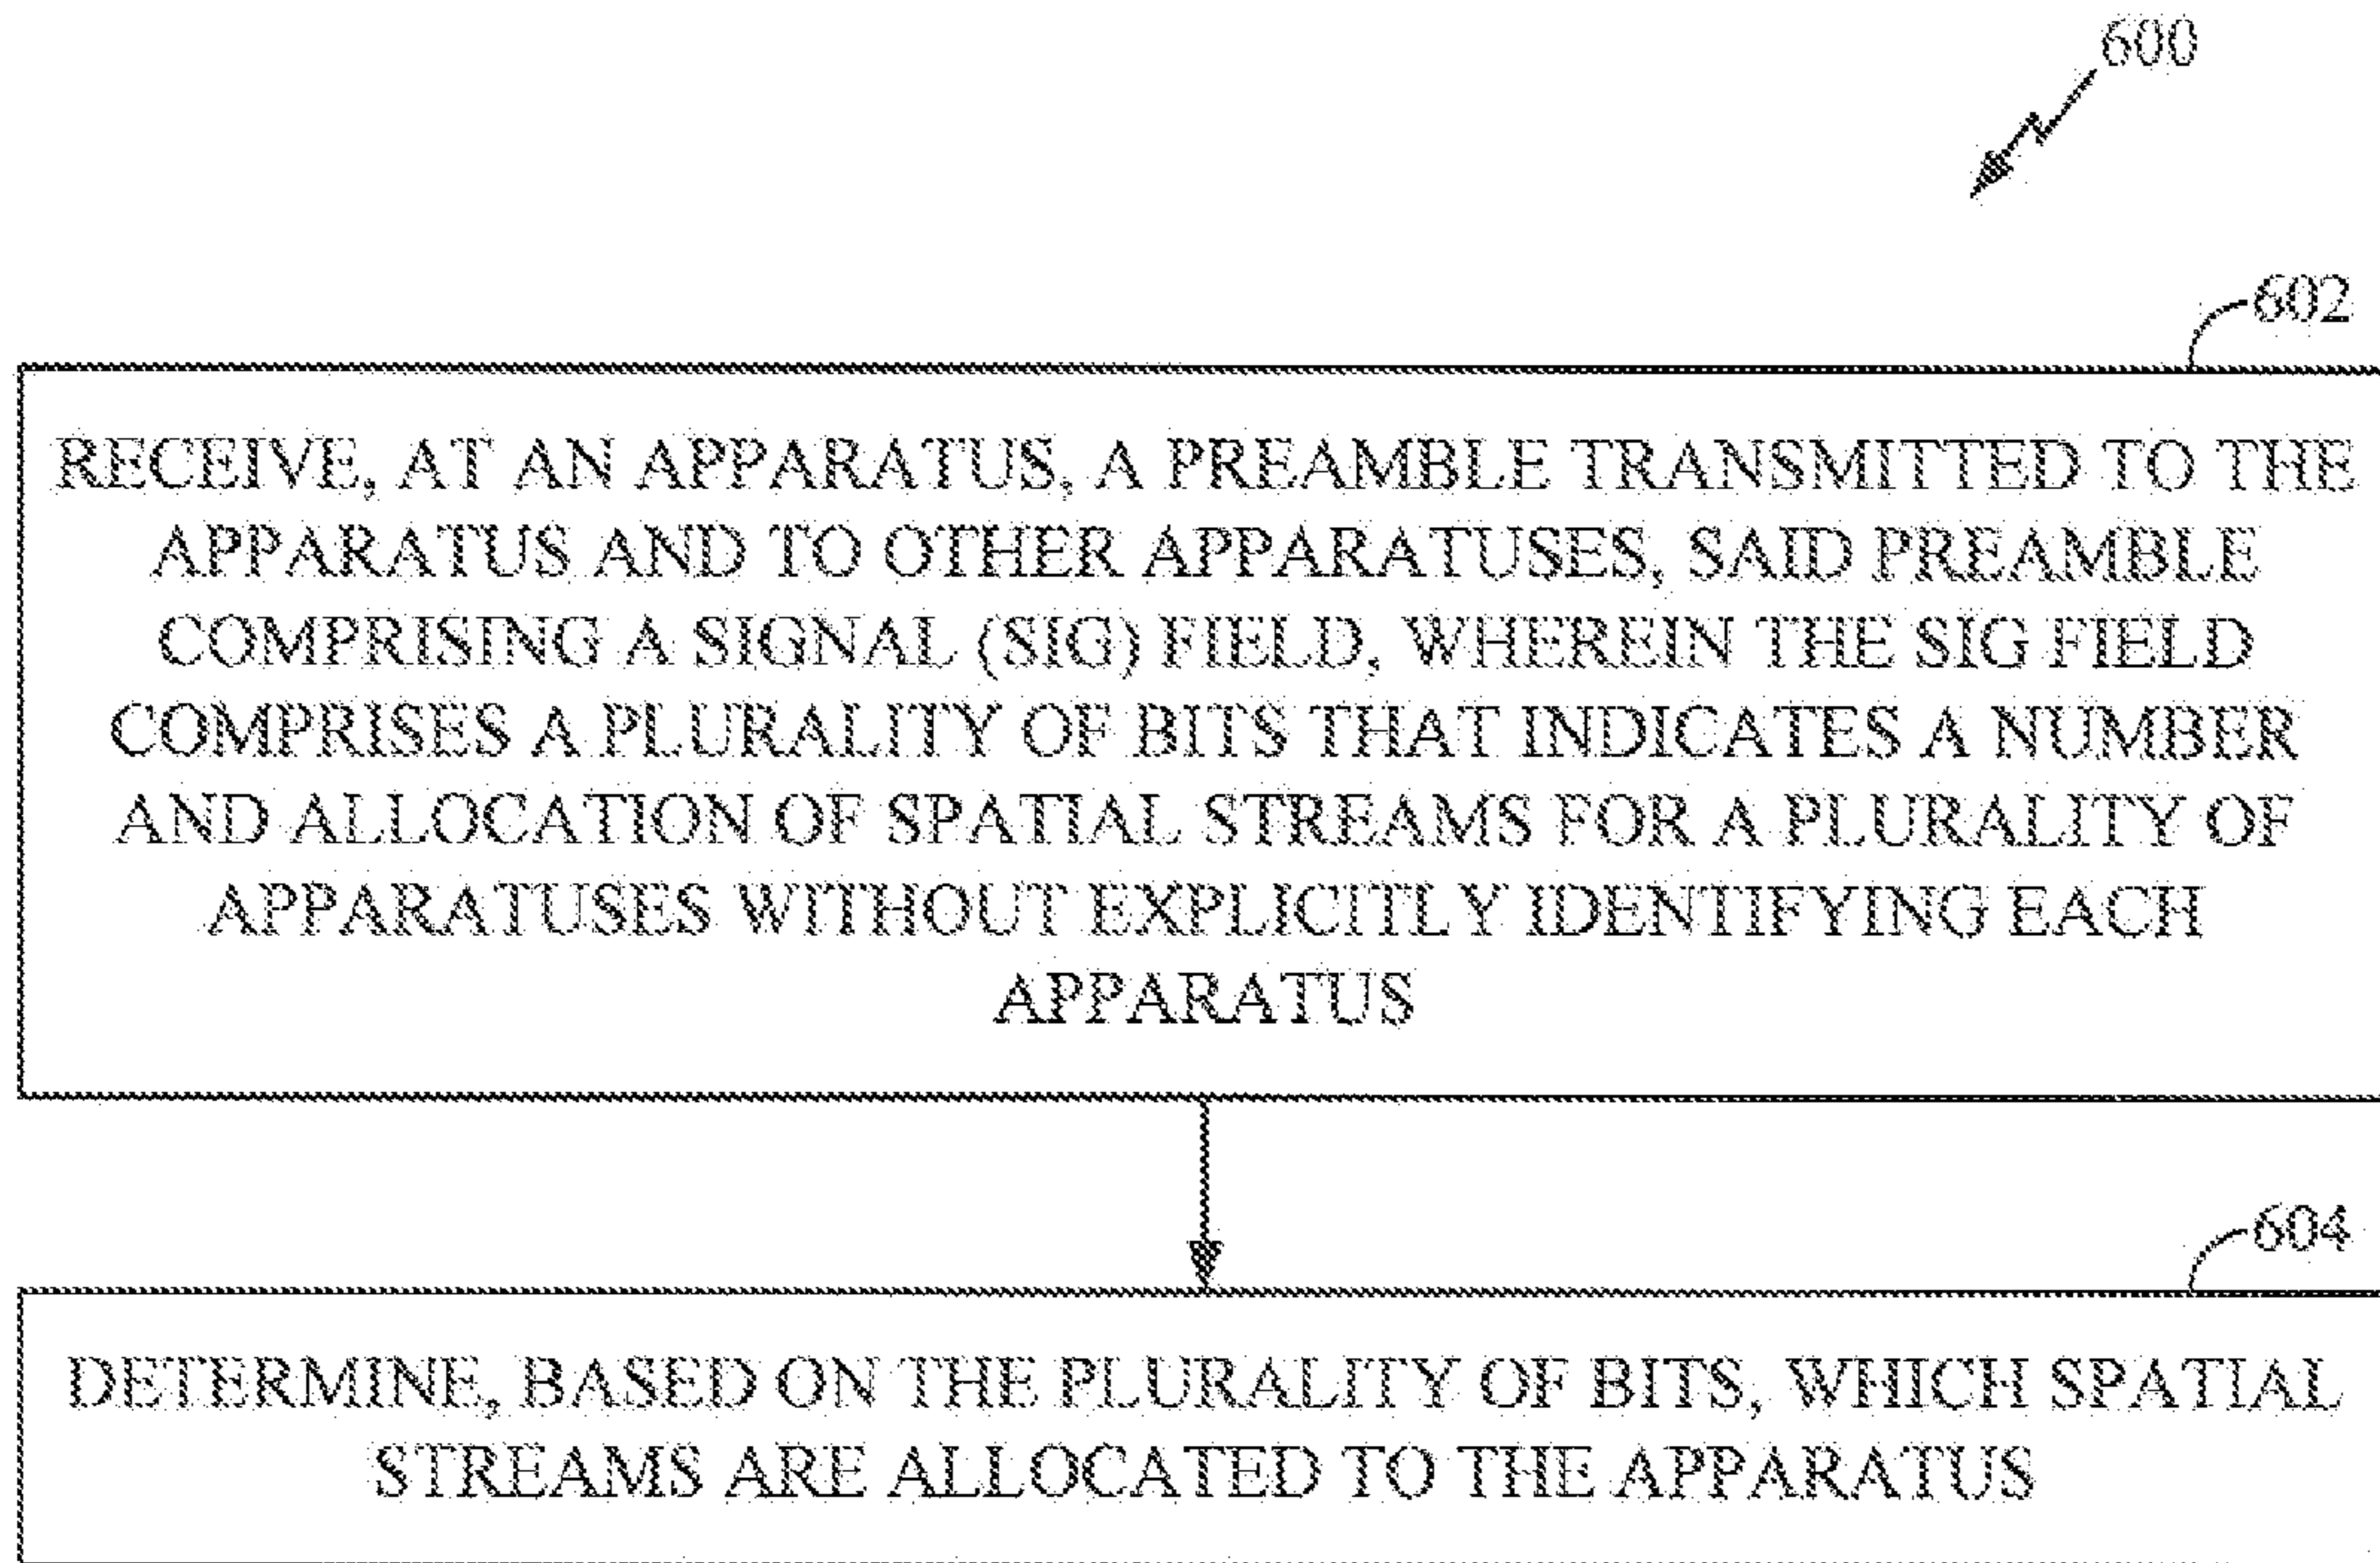 600
602
RECEIVE, AT AN APPARATUS, A PREAMBLE TRANSMITTED TO THE
APPARATUS AND TO OTHER APPARATUSES, SAID PREAMBLE
COMPRISING A SIGNAL (SIG) FIELD, WHEREIN THE SIG FIELD
COMPRISES A PLURALITY OF BITS THAT INDICATES A NUMBER
AND ALLOCATION OF SPATIAL STREAMS FOR A PLURALITY OF
APPARATUSES WITHOUT EXPLICITLY IDENTIFYING EACH
APPARATUS
604
DETERMINE, BASED ON THE PLURALITY OF BITS, WHICH SPATIAL
STREAMS ARE ALLOCATED TO THE APPARATUS